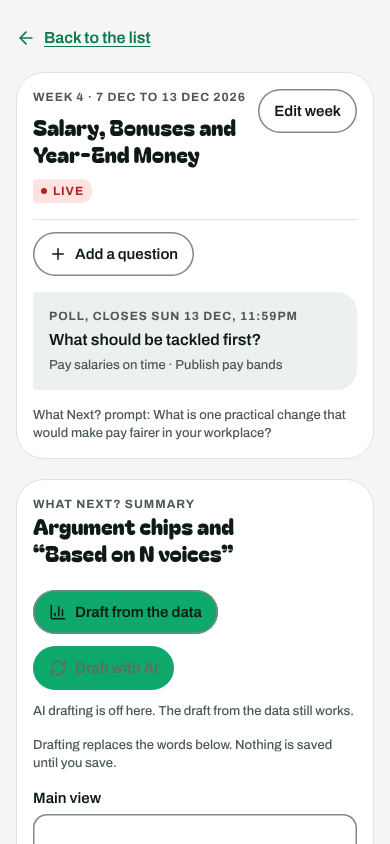 Back to the list
WEEK 4 · 7 DEC TO 13 DEC 2026
Edit week
Salary, Bonuses and
Year-End Money
LIVE
Add a question
POLL, CLOSES SUN 13 DEC, 11:59PM
What should be tackled first?
Pay salaries on time · Publish pay bands
What Next? prompt: What is one practical change that
would make pay fairer in your workplace?
WHAT NEXT? SUMMARY
Argument chips and
“Based on N voices”
Draft from the data
Draft with AI
AI drafting is off here. The draft from the data still works.
Drafting replaces the words below. Nothing is saved
until you save.
Main view